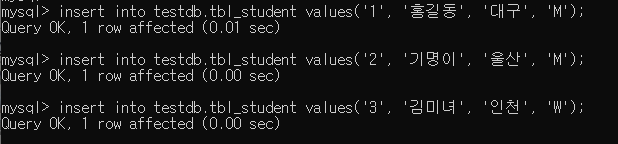 mysql> insert into testdb.tbl_student values('1', '홍길동', '대구', 'M');
Query OK, 1 row affected (0.01 sec)
mysql> insert into testdb.tbl_student values('2', '기명이', '울산', 'M');
Query OK, 1 row affected (0.00 sec)
mysql> insert into testdb.tbl_student values('3', '김미녀', '인천', 'W');
Query OK, 1 row affected (0.00 sec)